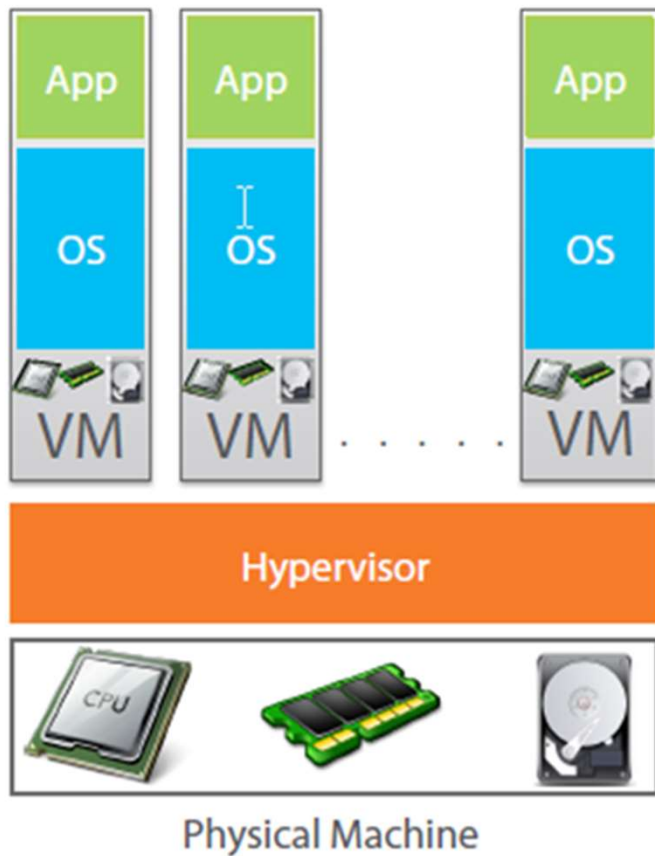 App App App
OS OS OS
VM VM . . . . . VM
Hypervisor
CPU
Physical Machine